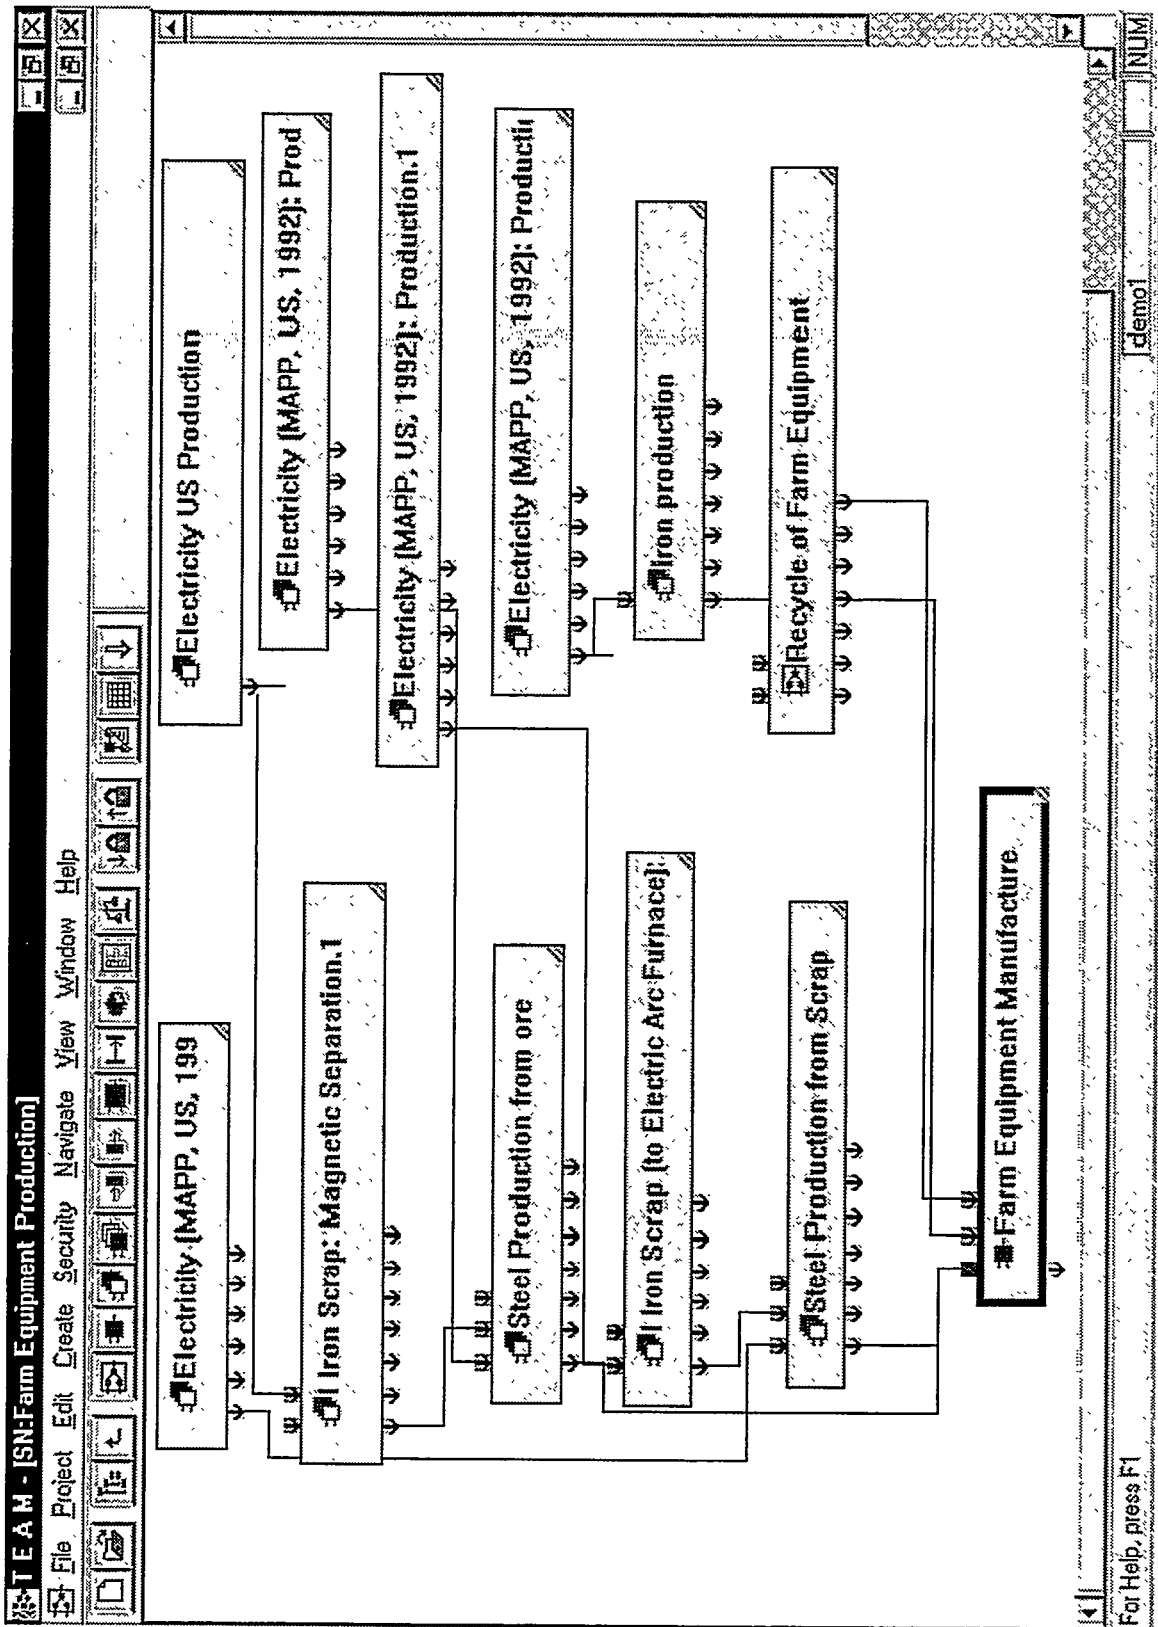 T E A M - [SN:Farm Equipment Production]
File Project Edit Create Security Navigate View Window Help
Electricity (MAPP, US, 199
Electricity US Production
Electricity (MAPP, US, 1992): Prod
I Iron Scrap: Magnetic Separation.1
Electricity (MAPP, US, 1992): Production.1
Steel Production from ore
Electricity (MAPP, US, 1992): Productio
I Iron Scrap (to Electric Arc Furnace):
Iron production
Steel Production from Scrap
Recycle of Farm Equipment
Farm Equipment Manufacture
For Help, press F1
demo1
NUM